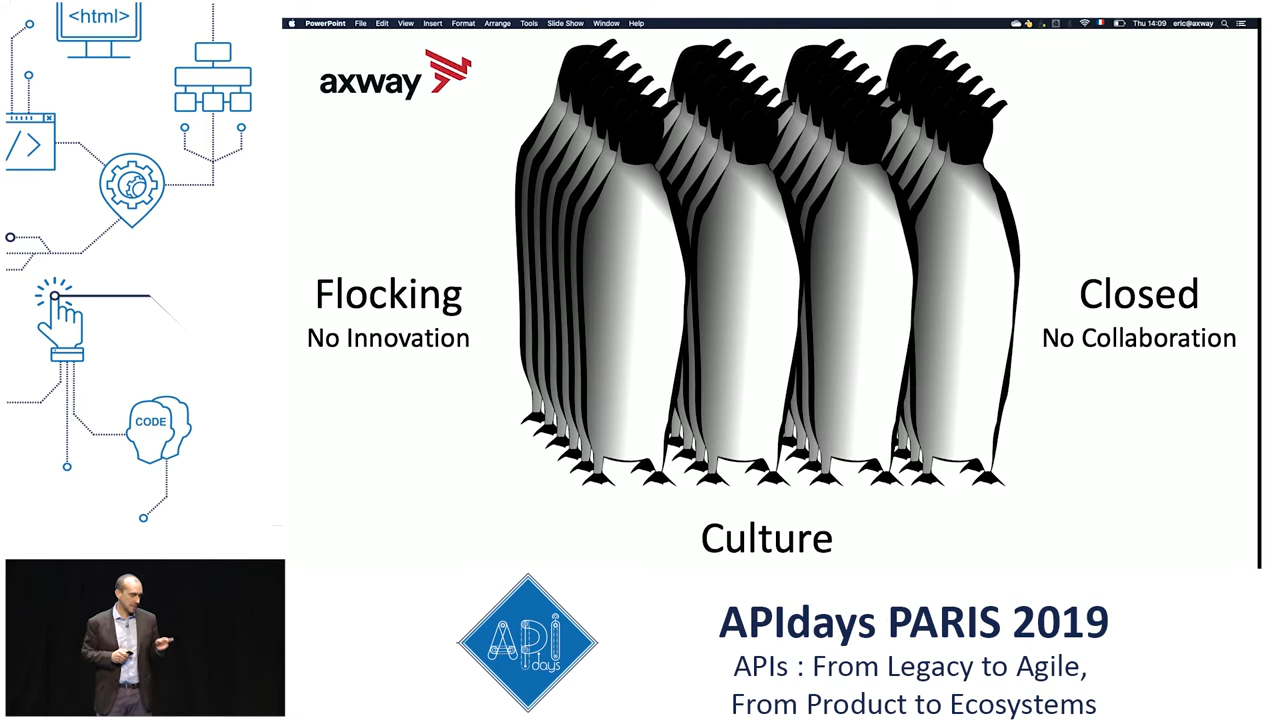 <html>
PowerPoint File Edit View Insert Format Arrange Tools Slide Show Window Help Thu 14:09 eric@axway
axway
</>
Flocking
No Innovation
Closed
No Collaboration
CODE
Culture
APi
days
APIdays PARIS 2019
APIs : From Legacy to Agile,
From Product to Ecosystems